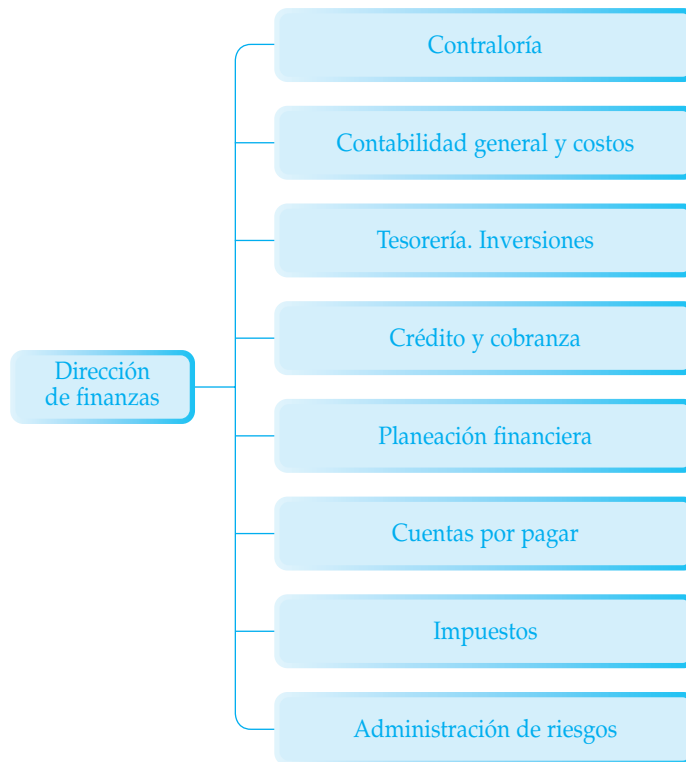 Contraloría
Contabilidad general y costos
Tesorería. Inversiones
Crédito y cobranza
Dirección
de finanzas
Planeación financiera
Cuentas por pagar
Impuestos
Administración de riesgos